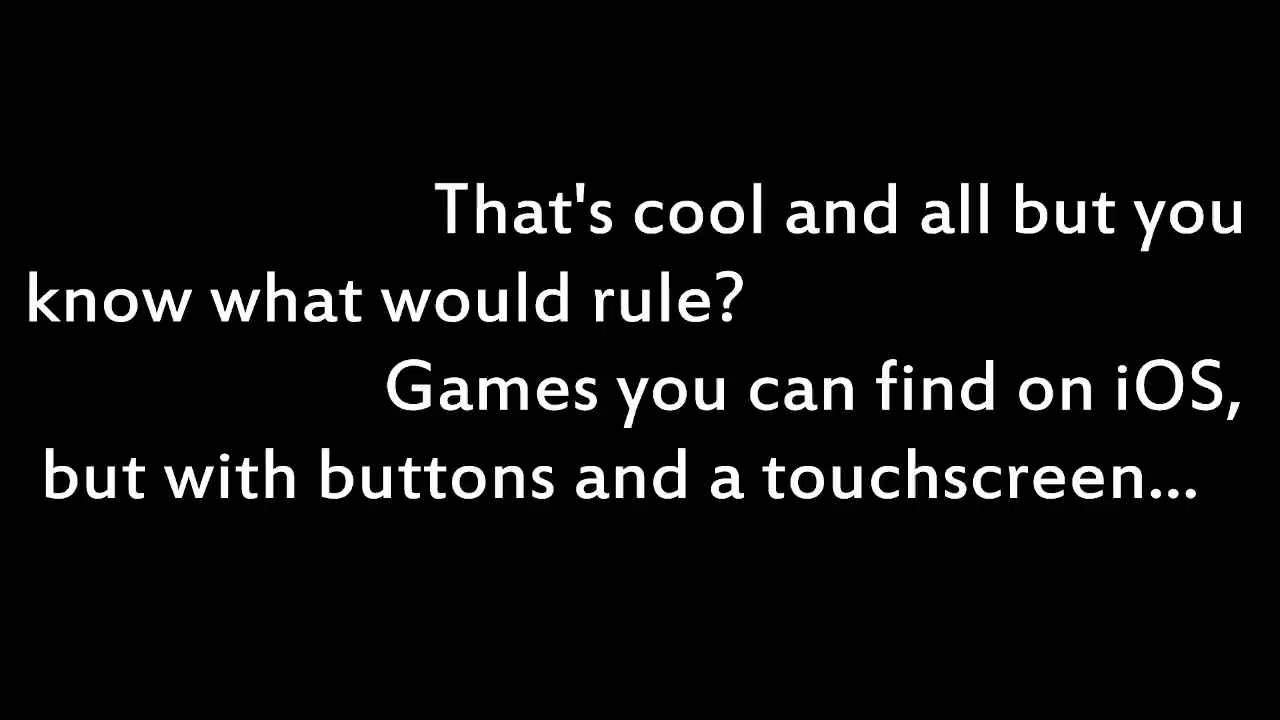 That's cool and all but you
know what would rule?
Games you can find on iOS,
but with buttons and a touchscreen...